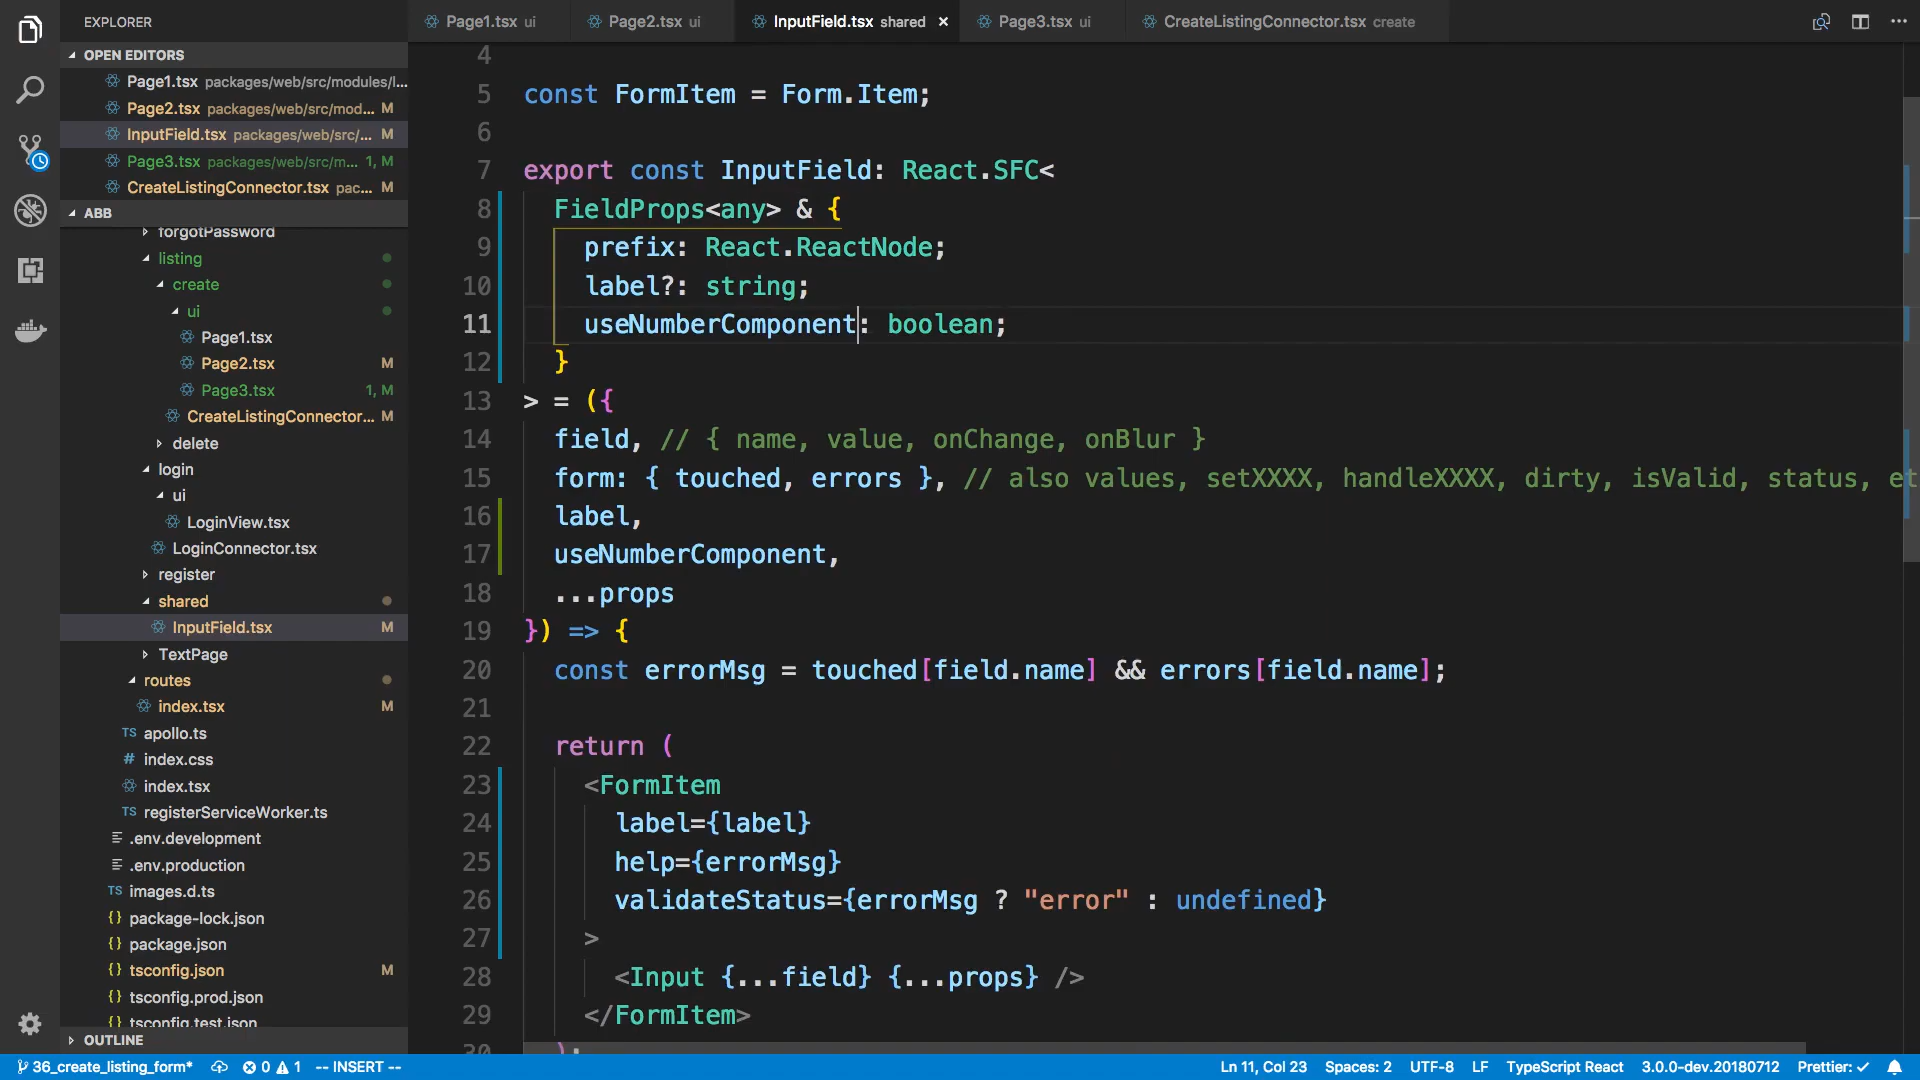 EXPLORER
Page1.tsx ui
Page2.tsx ui
InputField.tsx shared ×
Page3.tsx ui
CreateListingConnector.tsx create
OPEN EDITORS
Page1.tsx packages/web/src/modules/l...
Page2.tsx packages/web/src/mod... M
InputField.tsx packages/web/src/... M
Page3.tsx packages/web/src/m... 1, M
CreateListingConnector.tsx pac... M
ABB
forgotPassword
listing
create
ui
Page1.tsx
Page2.tsx M
Page3.tsx 1, M
CreateListingConnector... M
delete
login
ui
LoginView.tsx
LoginConnector.tsx
register
shared
InputField.tsx M
TextPage
routes
index.tsx M
TS apollo.ts
# index.css
index.tsx
TS registerServiceWorker.ts
.env.development
.env.production
TS images.d.ts
{} package-lock.json
{} package.json
{} tsconfig.json M
{} tsconfig.prod.json
{} tsconfig.test.json
OUTLINE
4
5 const FormItem = Form.Item;
6
7 export const InputField: React.SFC<
8 FieldProps<any> & {
9 prefix: React.ReactNode;
10 label?: string;
11 useNumberComponent: boolean;
12 }
13 > = ({
14 field, // { name, value, onChange, onBlur }
15 form: { touched, errors }, // also values, setXXXX, handleXXXX, dirty, isValid, status, et
16 label,
17 useNumberComponent,
18 ...props
19 }) => {
20 const errorMsg = touched[field.name] && errors[field.name];
21
22 return (
23 <FormItem
24 label={label}
25 help={errorMsg}
26 validateStatus={errorMsg ? "error" : undefined}
27 >
28 <Input {...field} {...props} />
29 </FormItem>
30 );
36_create_listing_form* 0 1 -- INSERT -- Ln 11, Col 23 Spaces: 2 UTF-8 LF TypeScript React 3.0.0-dev.20180712 Prettier: ✓